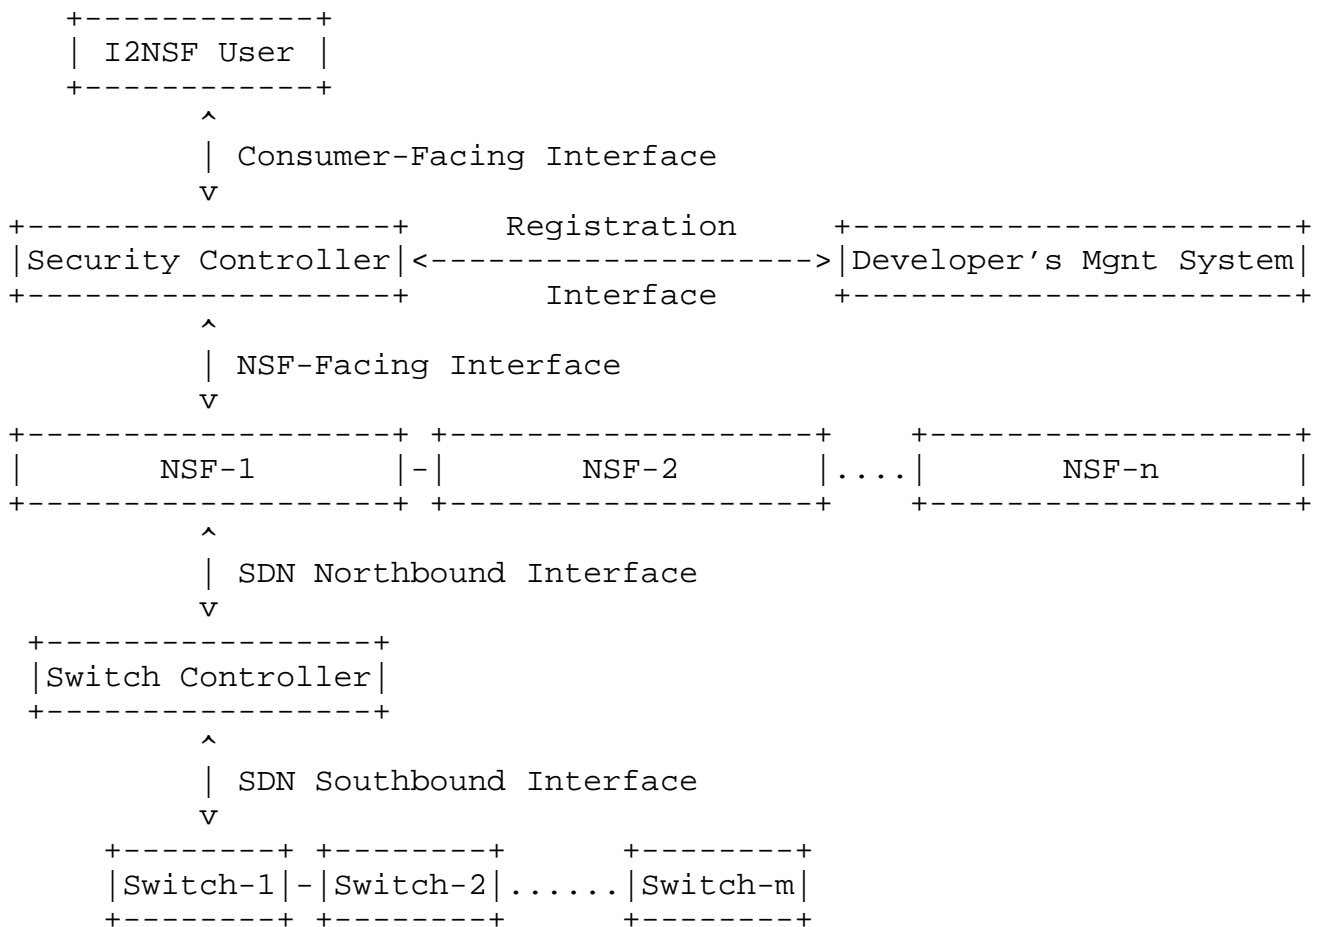 +------------+
| I2NSF User |
+------------+
^
| Consumer-Facing Interface
v
+-------------------+     Registration     +-----------------------+
|Security Controller|<-------------------->|Developer’s Mgnt System|
+-------------------+       Interface      +-----------------------+
^
| NSF-Facing Interface
v
+-------------------+ +-------------------+    +-------------------+
|       NSF-1       |-|       NSF-2       |....|       NSF-n       |
+-------------------+ +-------------------+    +-------------------+
^
| SDN Northbound Interface
v
+-----------------+
|Switch Controller|
+-----------------+
^
| SDN Southbound Interface
v
+--------+ +--------+      +--------+
|Switch-1|-|Switch-2|......|Switch-m|
+--------+ +--------+      +--------+